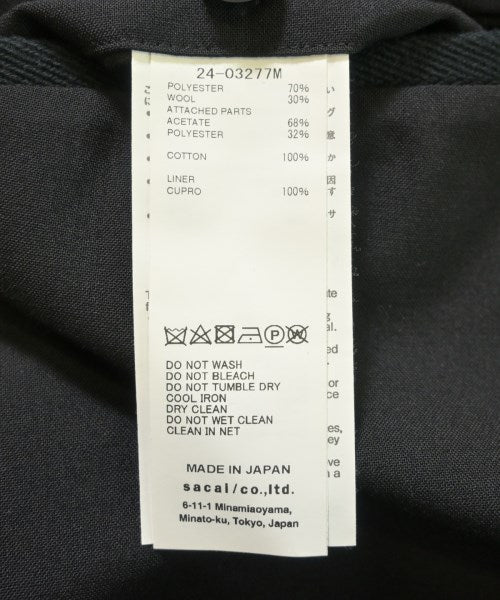 24-03277M
POLYESTER 70%
WOOL 30%
ATTACHED PARTS
ACETATE 68%
POLYESTER 32%
COTTON 100%
LINER
CUPRO 100%
DO NOT WASH
DO NOT BLEACH
DO NOT TUMBLE DRY
COOL IRON
DRY CLEAN
DO NOT WET CLEAN
CLEAN IN NET
MADE IN JAPAN
sacai/co.,ltd.
6-11-1 Minamiaoyama,
Minato-ku, Tokyo, Japan